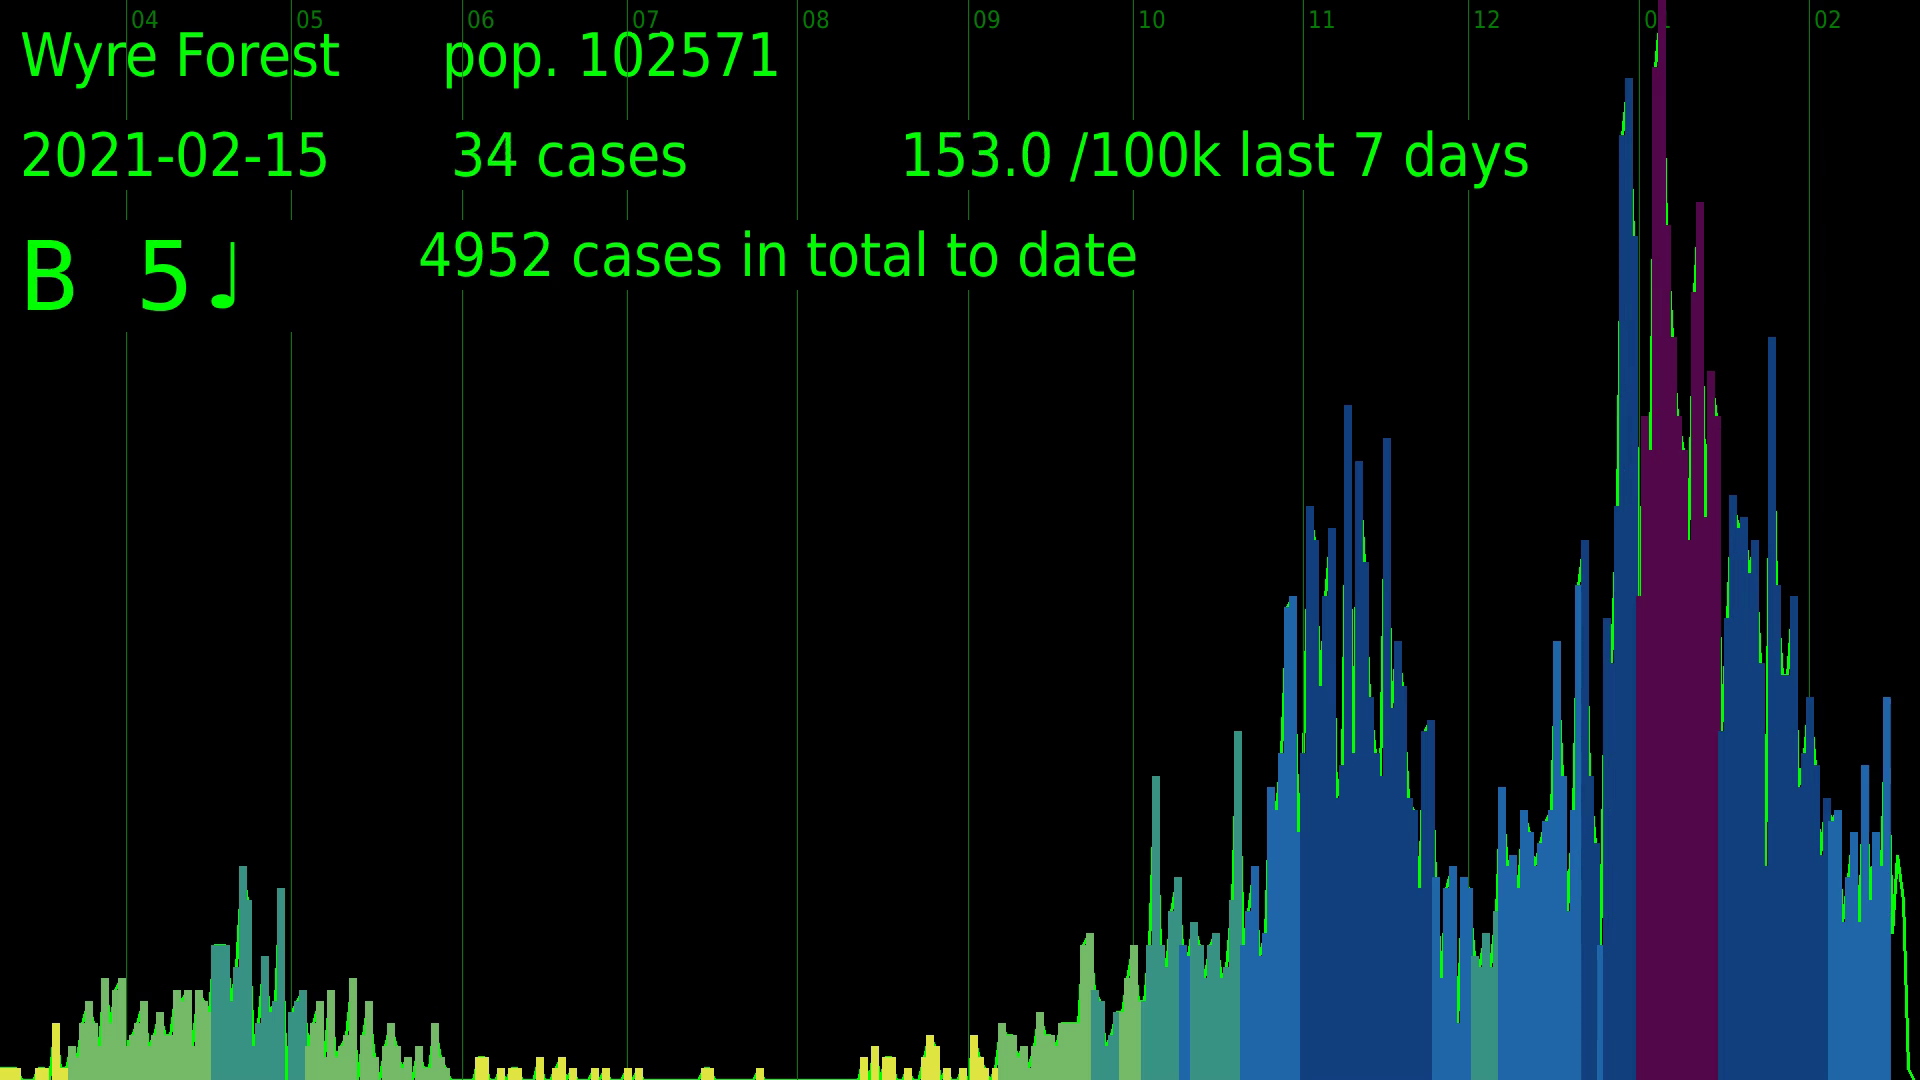 04 05 06 07 08 09 10 11 12 01 02
Wyre Forest pop. 102571
2021-02-15 34 cases 153.0 /100k last 7 days
4952 cases in total to date
B 5♩